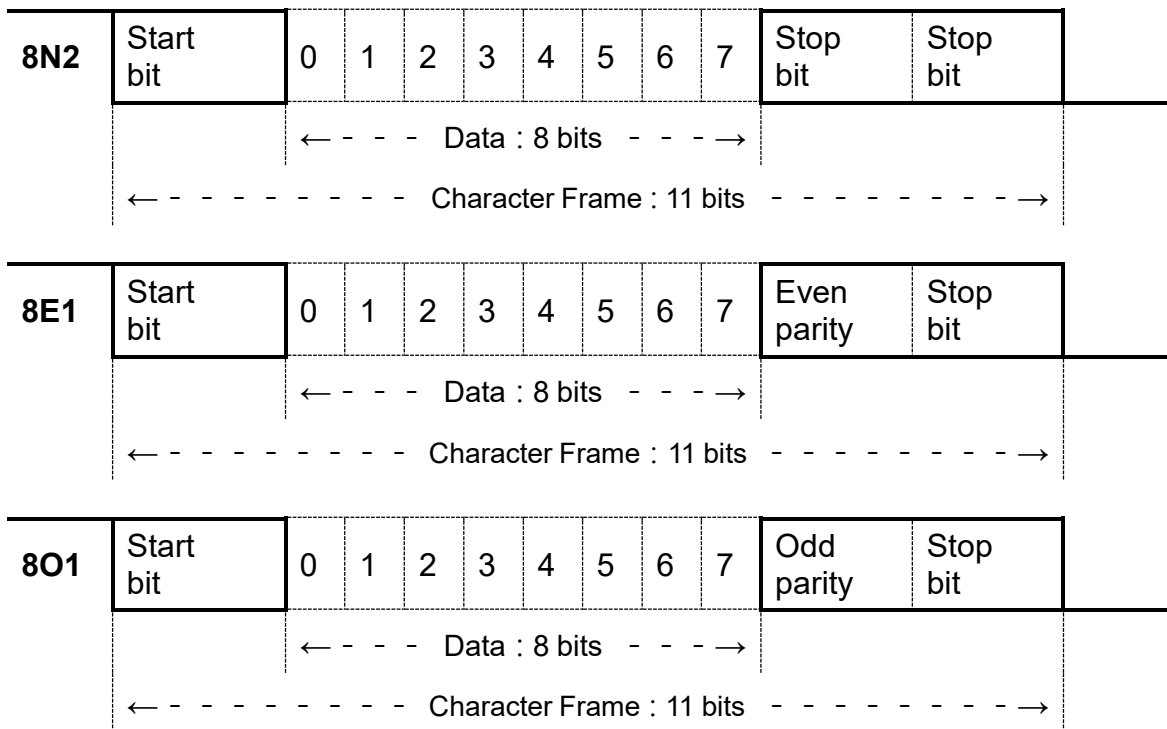 8N2 Start bit 0 1 2 3 4 5 6 7 Stop bit Stop bit
← - - - Data : 8 bits - - - →
← - - - - - - - - Character Frame : 11 bits - - - - - - - - →
8E1 Start bit 0 1 2 3 4 5 6 7 Even parity Stop bit
← - - - Data : 8 bits - - - →
← - - - - - - - - Character Frame : 11 bits - - - - - - - - →
8O1 Start bit 0 1 2 3 4 5 6 7 Odd parity Stop bit
← - - - Data : 8 bits - - - →
← - - - - - - - - Character Frame : 11 bits - - - - - - - - →